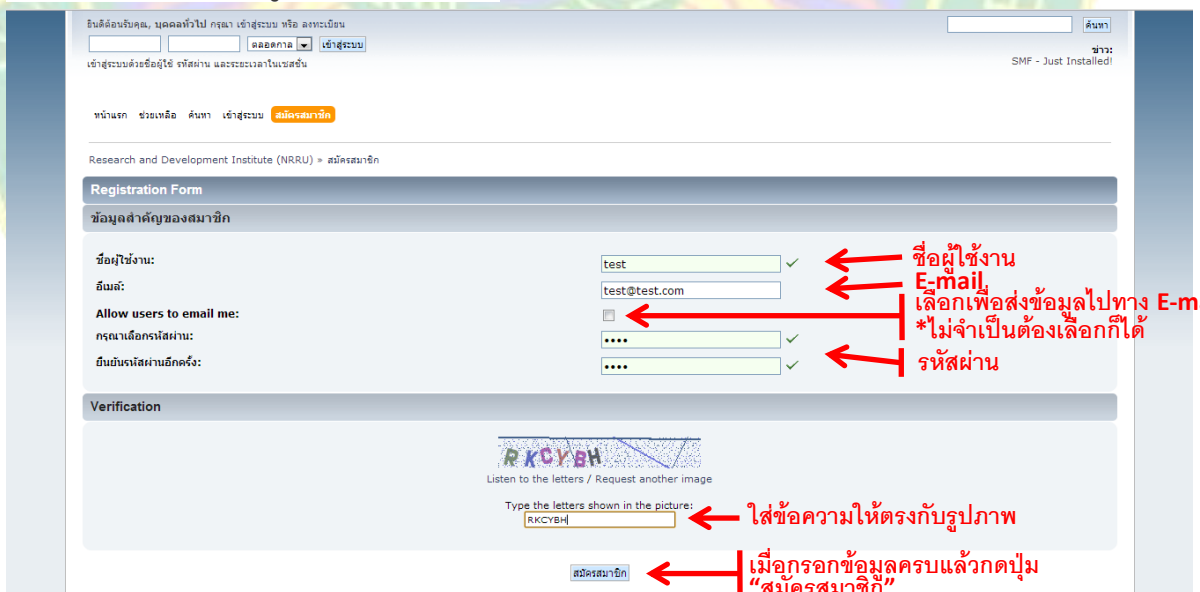 ยินดีต้อนรับคุณ, บุคคลทั่วไป กรุณา เข้าสู่ระบบ หรือ ลงทะเบียน
ค้นหา
ตลอดกาล เข้าสู่ระบบ
ข่าว:
เข้าสู่ระบบด้วยชื่อผู้ใช้ รหัสผ่าน และระยะเวลาในเซสชั่น
SMF - Just Installed!
หน้าแรก ช่วยเหลือ ค้นหา เข้าสู่ระบบ สมัครสมาชิก
Research and Development Institute (NRRU) » สมัครสมาชิก
Registration Form
ข้อมูลสำคัญของสมาชิก
ชื่อผู้ใช้งาน:
test
ชื่อผู้ใช้งาน
อีเมล์:
test@test.com
E-mail
Allow users to email me:
เลือกเพื่อส่งข้อมูลไปทาง E-m
*ไม่จำเป็นต้องเลือกก็ได้
กรุณาเลือกรหัสผ่าน:
••••
รหัสผ่าน
ยืนยันรหัสผ่านอีกครั้ง:
••••
Verification
RKCYBH
Listen to the letters / Request another image
Type the letters shown in the picture:
RKCYBH
ใส่ข้อความให้ตรงกับรูปภาพ
สมัครสมาชิก
เมื่อกรอกข้อมูลครบแล้วกดปุ่ม
“สมัครสมาชิก”